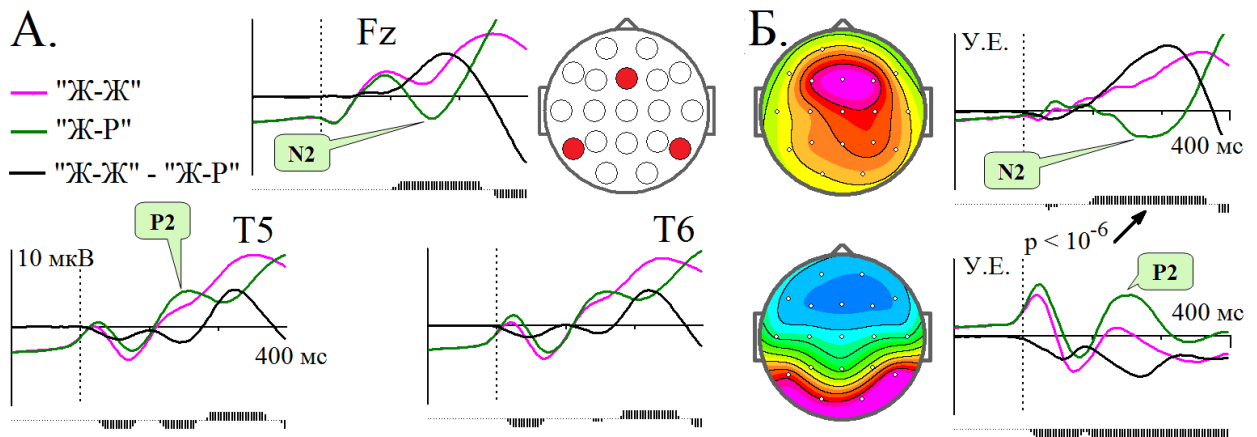 А.
"Ж-Ж"
"Ж-Р"
"Ж-Ж" - "Ж-Р"
Fz
N2
P2
T5
10 мкВ
400 мс
T6
Б.
У.Е.
400 мс
N2
p < 10⁻⁶
У.Е.
P2
400 мс